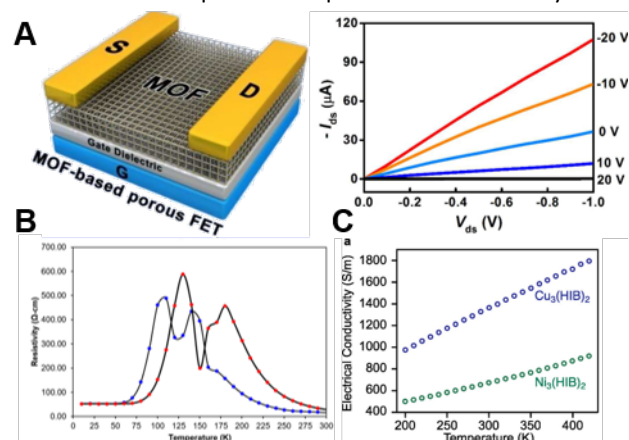 A
S
MOF
D
Gate Dielectric
G
MOF-based porous FET
- Ids (μA)
120
90
60
30
0
-20 V
-10 V
0 V
10 V
20 V
0.0 -0.2 -0.4 -0.6 -0.8 -1.0
Vds (V)
B
Resistivity (Ω-cm)
700.00
600.00
500.00
400.00
300.00
200.00
100.00
0.00
0 25 50 75 100 125 150 175 200 225 250 275 300
Temperature (K)
C
a
Electrical Conductivity (S/m)
1800
1600
1400
1200
1000
800
600
400
Cu3(HIB)2
Ni3(HIB)2
200 250 300 350 400
Temperature (K)